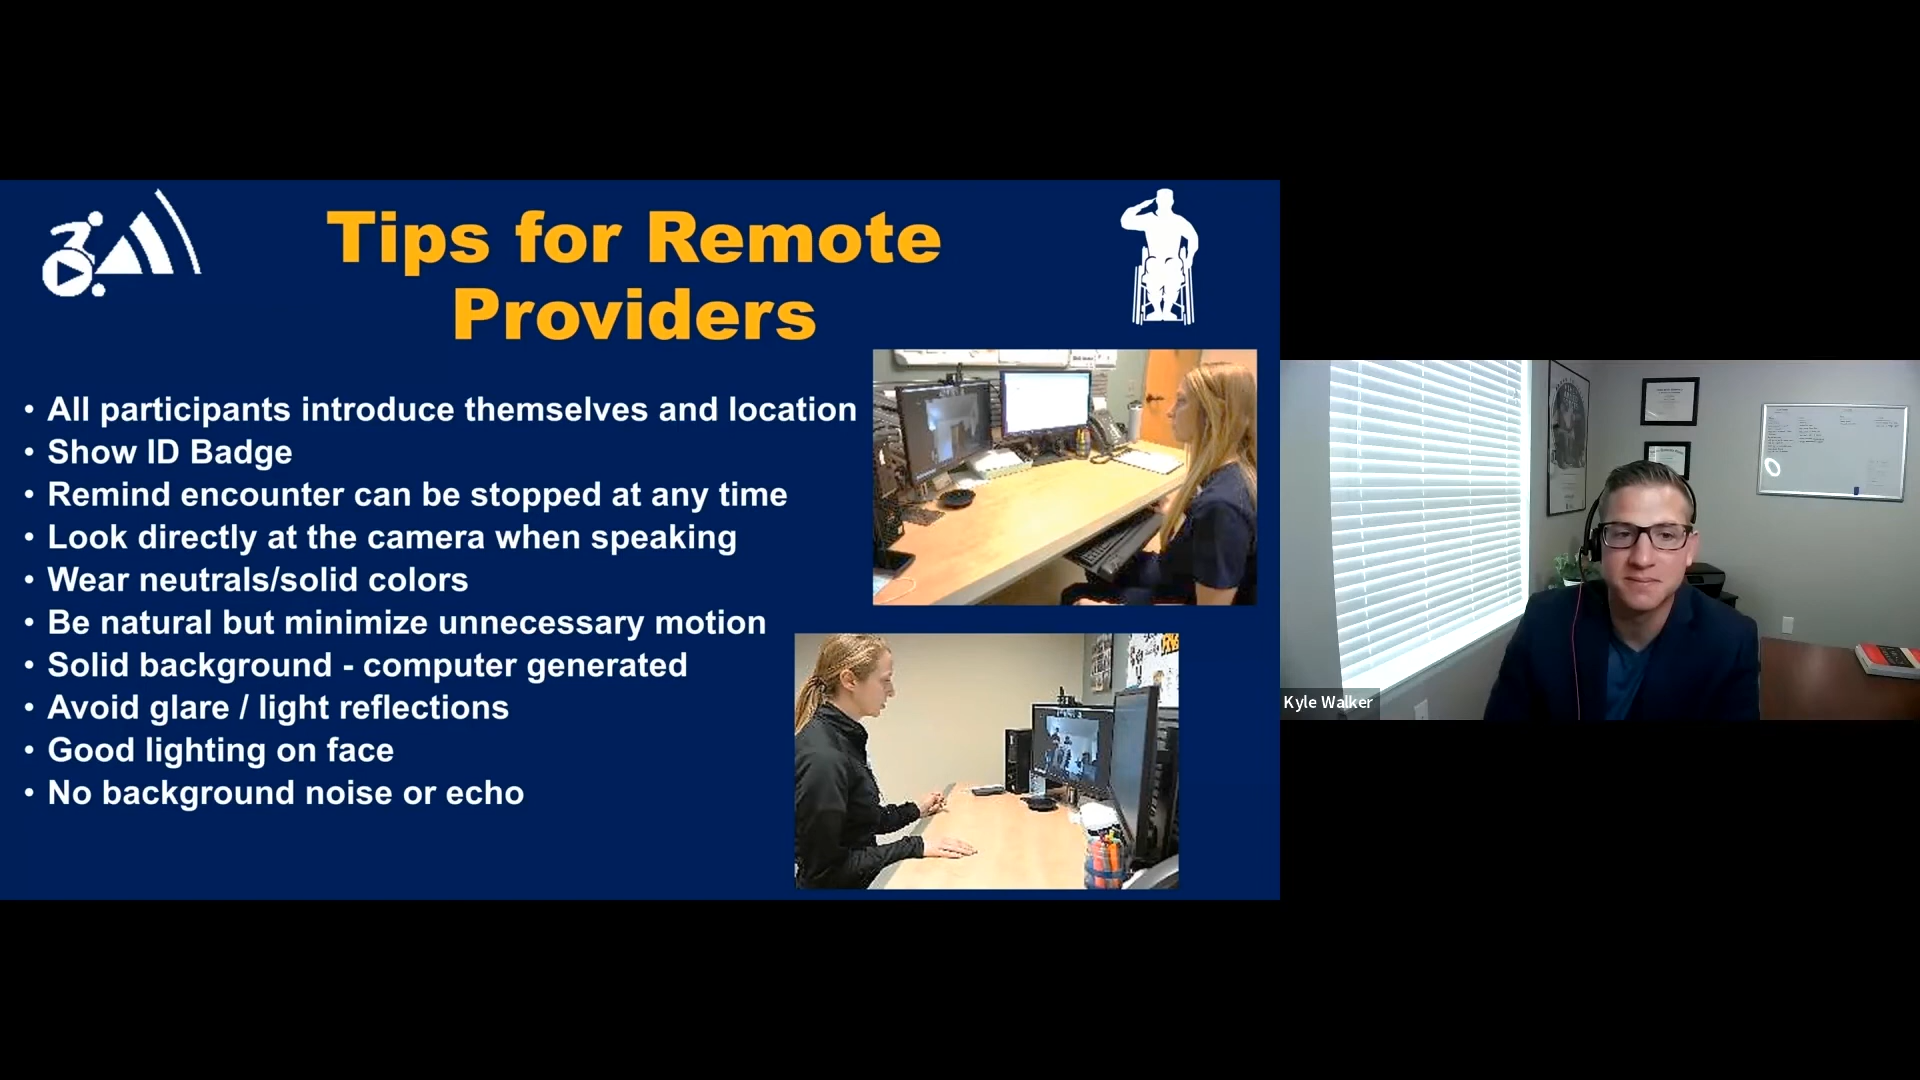 Tips for Remote
Providers
• All participants introduce themselves and location
• Show ID Badge
• Remind encounter can be stopped at any time
• Look directly at the camera when speaking
• Wear neutrals/solid colors
• Be natural but minimize unnecessary motion
• Solid background - computer generated
• Avoid glare / light reflections
• Good lighting on face
• No background noise or echo
Kyle Walker